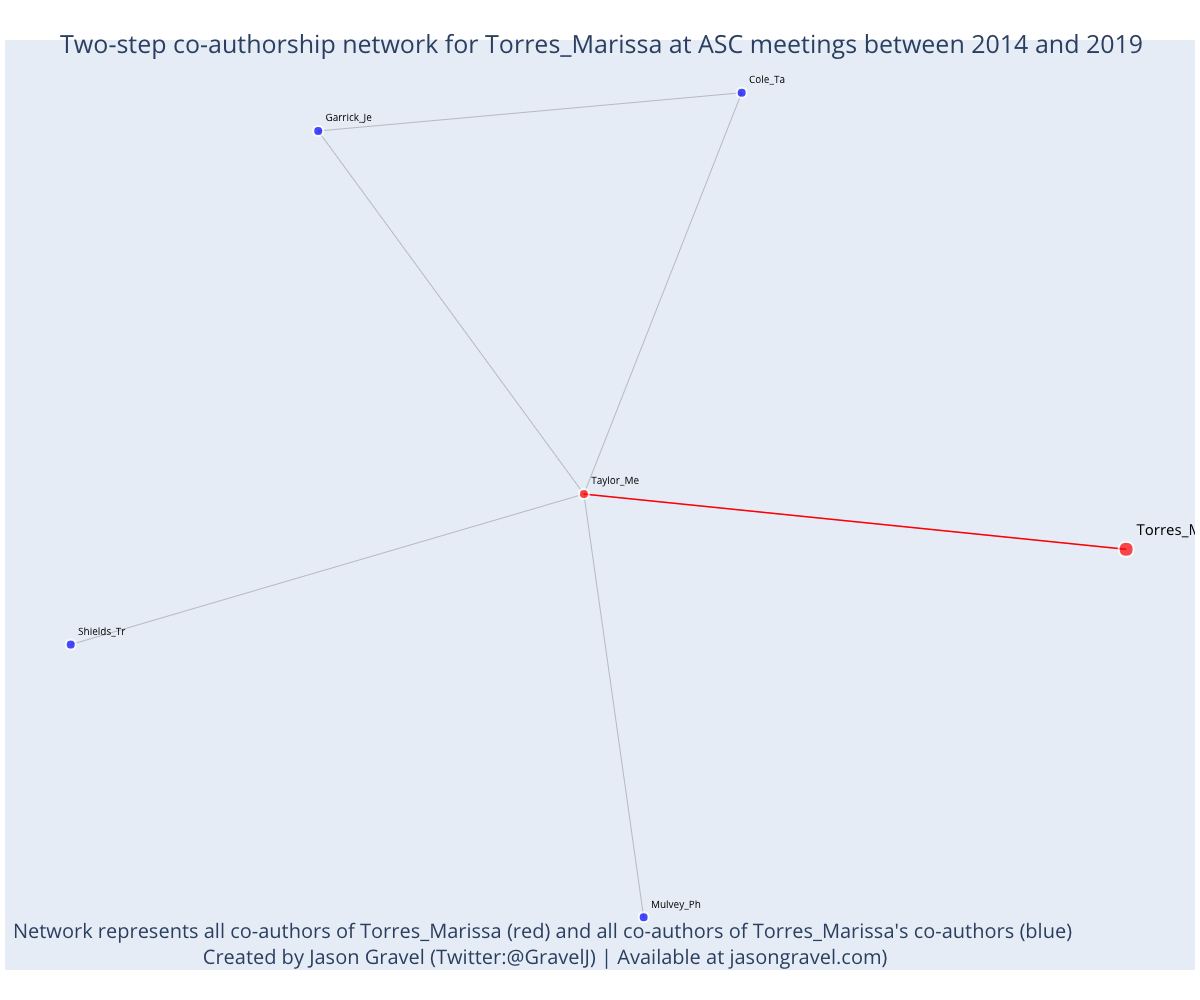 Two-step co-authorship network for Torres_Marissa at ASC meetings between 2014 and 2019
Cole_Ta
Garrick_Je
Taylor_Me
Torres_M
Shields_Tr
Mulvey_Ph
Network represents all co-authors of Torres_Marissa (red) and all co-authors of Torres_Marissa's co-authors (blue)
Created by Jason Gravel (Twitter:@GravelJ) | Available at jasongravel.com)